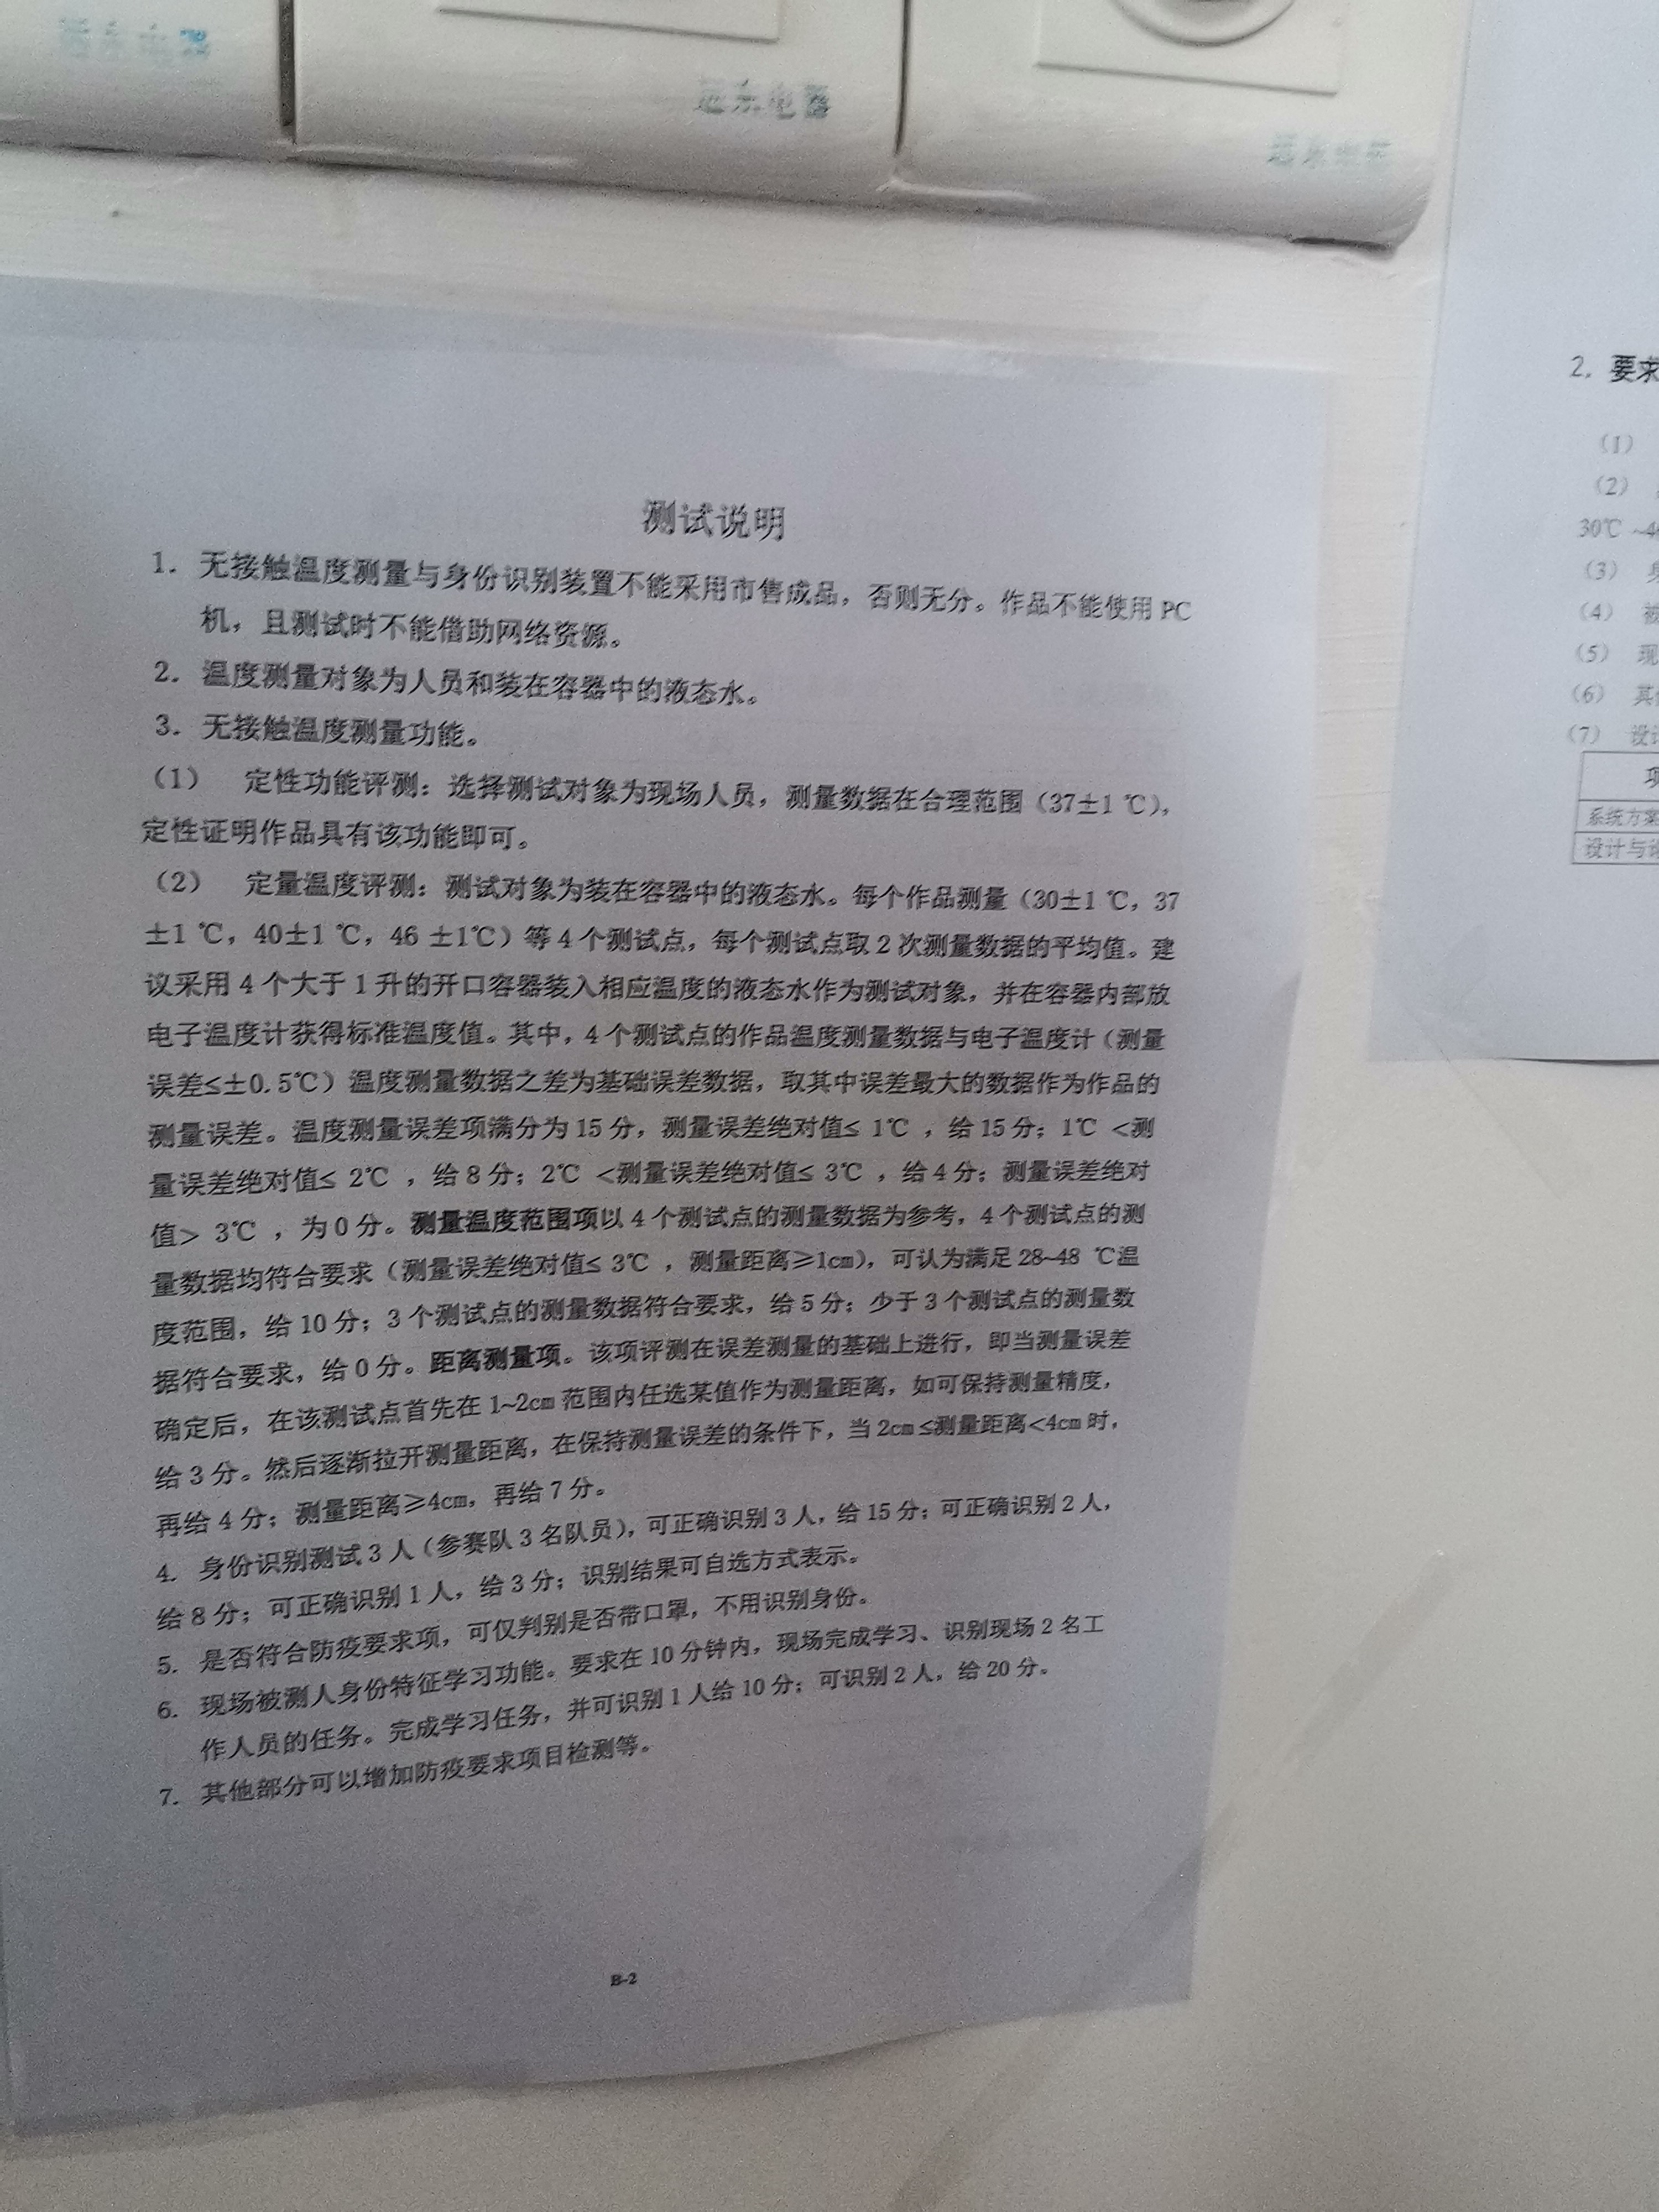 远东电器
远东电器
测试说明
1. 无接触温度测量与身份识别装置不能采用市售成品，否则无分。作品不能使用 PC
机，且测试时不能借助网络资源。
2. 温度测量对象为人员和装在容器中的液态水。
3. 无接触温度测量功能。
（1） 定性功能评测：选择测试对象为现场人员，测量数据在合理范围（37±1 ℃），
定性证明作品具有该功能即可。
（2） 定量温度评测：测试对象为装在容器中的液态水。每个作品测量（30±1 ℃，37
±1 ℃，40±1 ℃，46 ±1℃）等 4 个测试点，每个测试点取 2 次测量数据的平均值。建
议采用 4 个大于 1 升的开口容器装入相应温度的液态水作为测试对象，并在容器内部放
电子温度计获得标准温度值。其中，4 个测试点的作品温度测量数据与电子温度计（测量
误差≤±0.5℃）温度测量数据之差为基础误差数据，取其中误差最大的数据作为作品的
测量误差。温度测量误差项满分为 15 分，测量误差绝对值≤ 1℃ ，给 15 分；1℃ <测
量误差绝对值≤ 2℃ ，给 8 分；2℃ <测量误差绝对值≤ 3℃ ，给 4 分；测量误差绝对
值> 3℃ ，为 0 分。测量温度范围项以 4 个测试点的测量数据为参考，4 个测试点的测
量数据均符合要求（测量误差绝对值≤ 3℃ ，测量距离≥1cm），可认为满足 28~48 ℃温
度范围，给 10 分；3 个测试点的测量数据符合要求，给 5 分；少于 3 个测试点的测量数
据符合要求，给 0 分。距离测量项。该项评测在误差测量的基础上进行，即当测量误差
确定后，在该测试点首先在 1~2cm 范围内任选某值作为测量距离，如可保持测量精度，
给 3 分。然后逐渐拉开测量距离，在保持测量误差的条件下，当 2cm≤测量距离<4cm 时，
再给 4 分；测量距离≥4cm，再给 7 分。
4. 身份识别测试 3 人（参赛队 3 名队员），可正确识别 3 人，给 15 分；可正确识别 2 人，
给 8 分；可正确识别 1 人，给 3 分；识别结果可自选方式表示。
5. 是否符合防疫要求项，可仅判别是否带口罩，不用识别身份。
6. 现场被测人身份特征学习功能。要求在 10 分钟内，现场完成学习、识别现场 2 名工
作人员的任务。完成学习任务，并可识别 1 人给 10 分；可识别 2 人，给 20 分。
7. 其他部分可以增加防疫要求项目检测等。
B-2
2. 要求
（1）
（2）
30℃ ~4
（3）
（4） 被
（5） 现
（6） 其
（7） 设计
项
系统方案
设计与